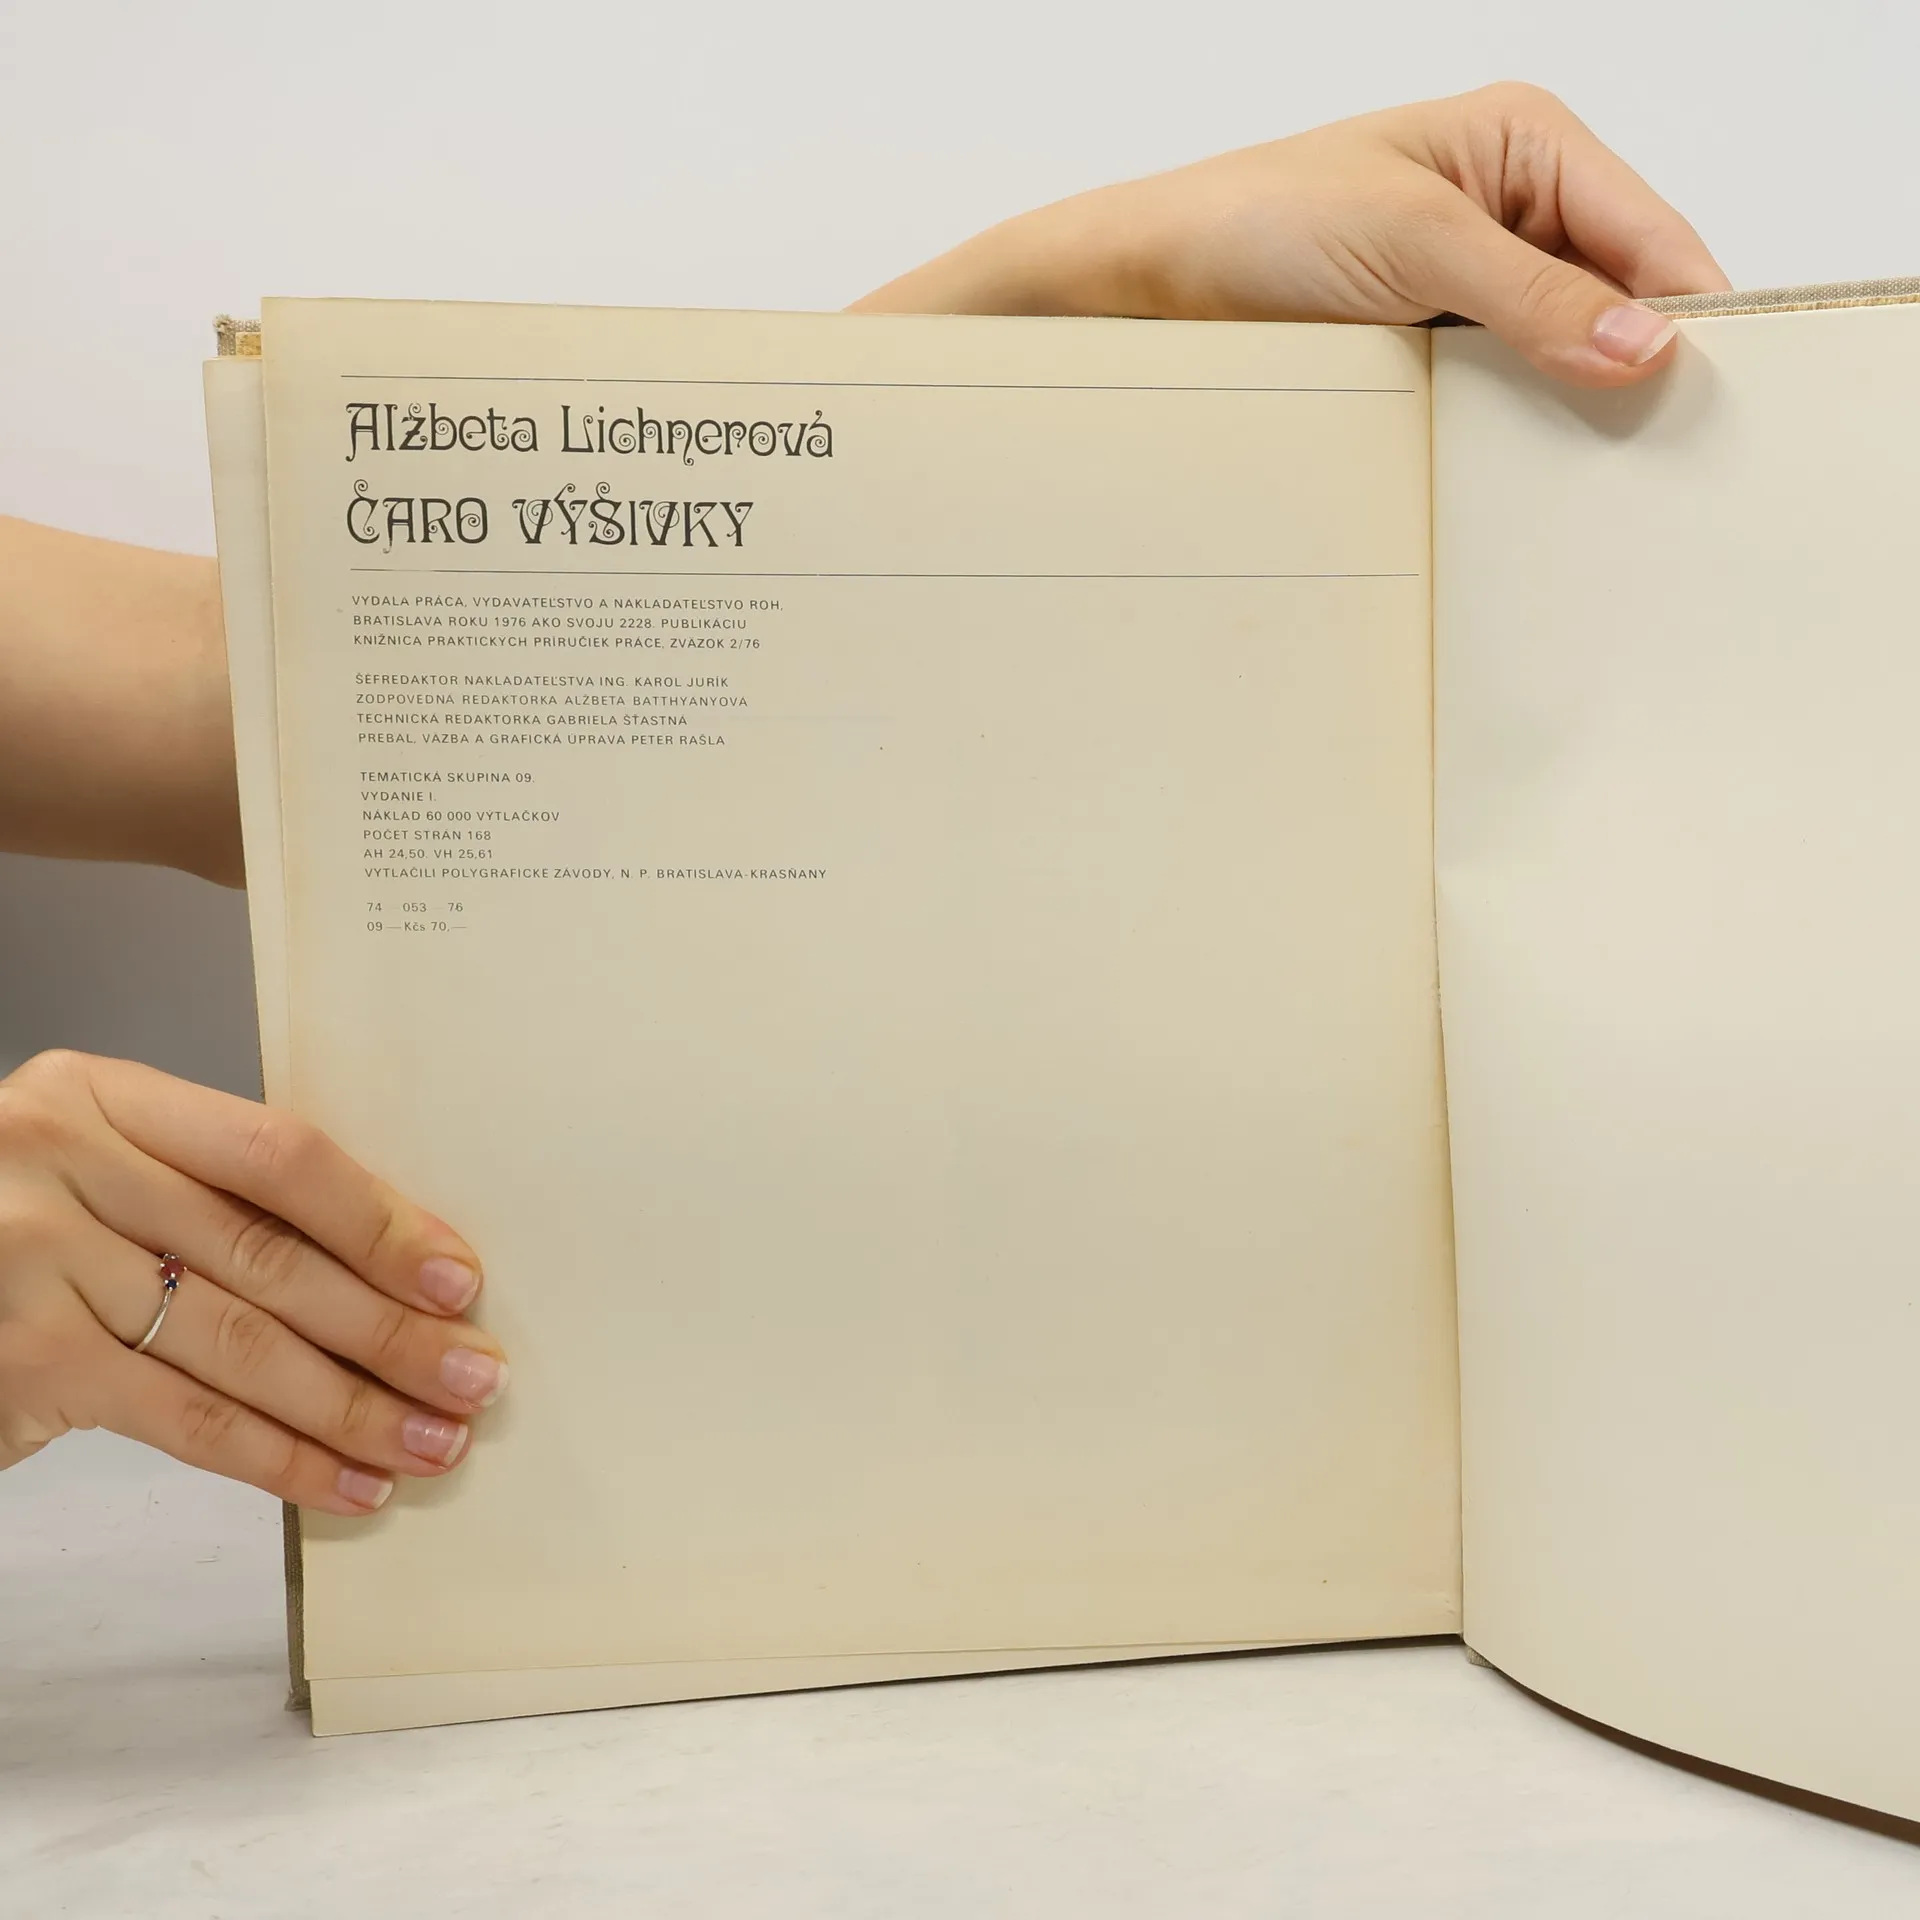 Alžbeta Lichnerová
ČARO VÝŠIVKY
VYDALA PRÁCA, VYDAVATEĽSTVO A NAKLADATEĽSTVO ROH,
BRATISLAVA ROKU 1976 AKO SVOJU 2228. PUBLIKÁCIU
KNIŽNICA PRAKTICKÝCH PRÍRUČIEK PRÁCE, ZVÄZOK 2/76
ŠÉFREDAKTOR NAKLADATEĽSTVA ING. KAROL JURÍK
ZODPOVEDNÁ REDAKTORKA ALŽBETA BATTHYÁNYOVÁ
TECHNICKÁ REDAKTORKA GABRIELA ŠŤASTNÁ
PREBAL, VÄZBA A GRAFICKÁ ÚPRAVA PETER RAŠLA
TEMATICKÁ SKUPINA 09.
VYDANIE I.
NÁKLAD 60 000 VÝTLAČKOV
POČET STRÁN 168
AH 24,50. VH 25,61
VYTLAČILI POLYGRAFICKÉ ZÁVODY, N. P. BRATISLAVA-KRASŇANY
74 — 053 — 76
09 — Kčs 70,—